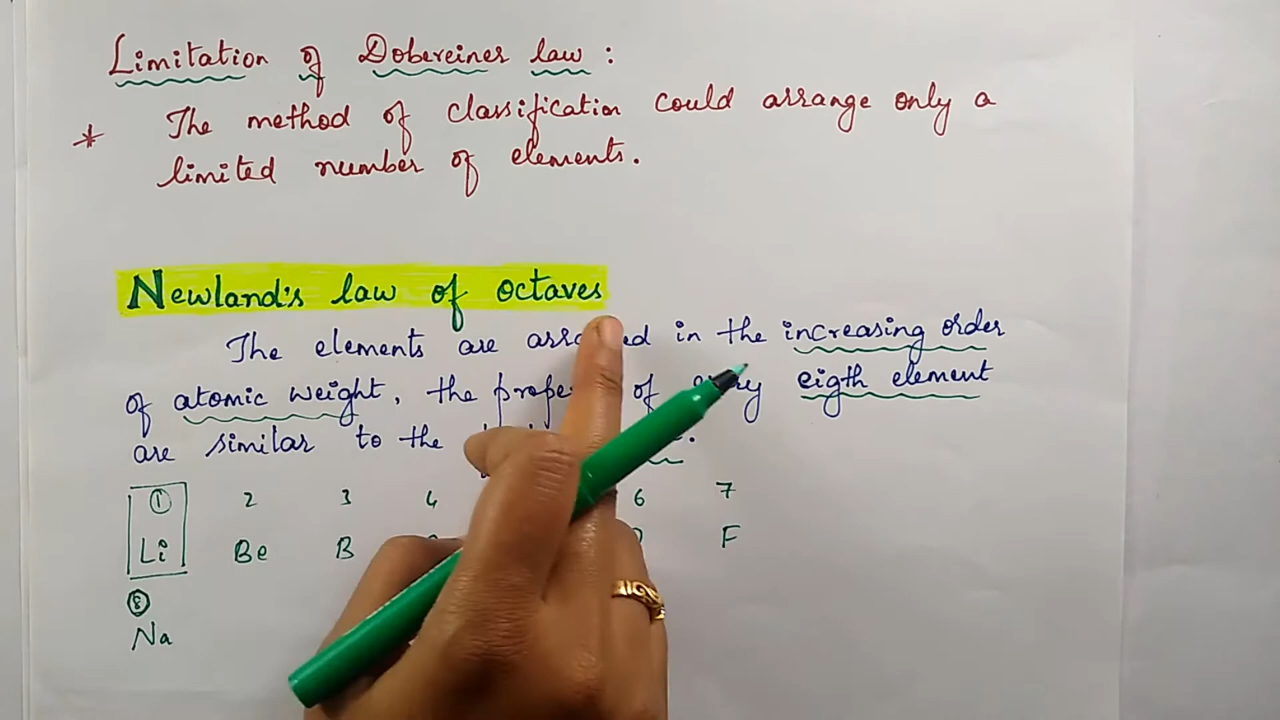 Limitation of Dobereiner law :
* The method of classification could arrange only a
limited number of elements.
Newland's law of octaves
The elements are in the increasing order
of atomic weight, the of eigth element
are similar to the
① 2 3 4 6 7
Li Be B F
⑧
Na